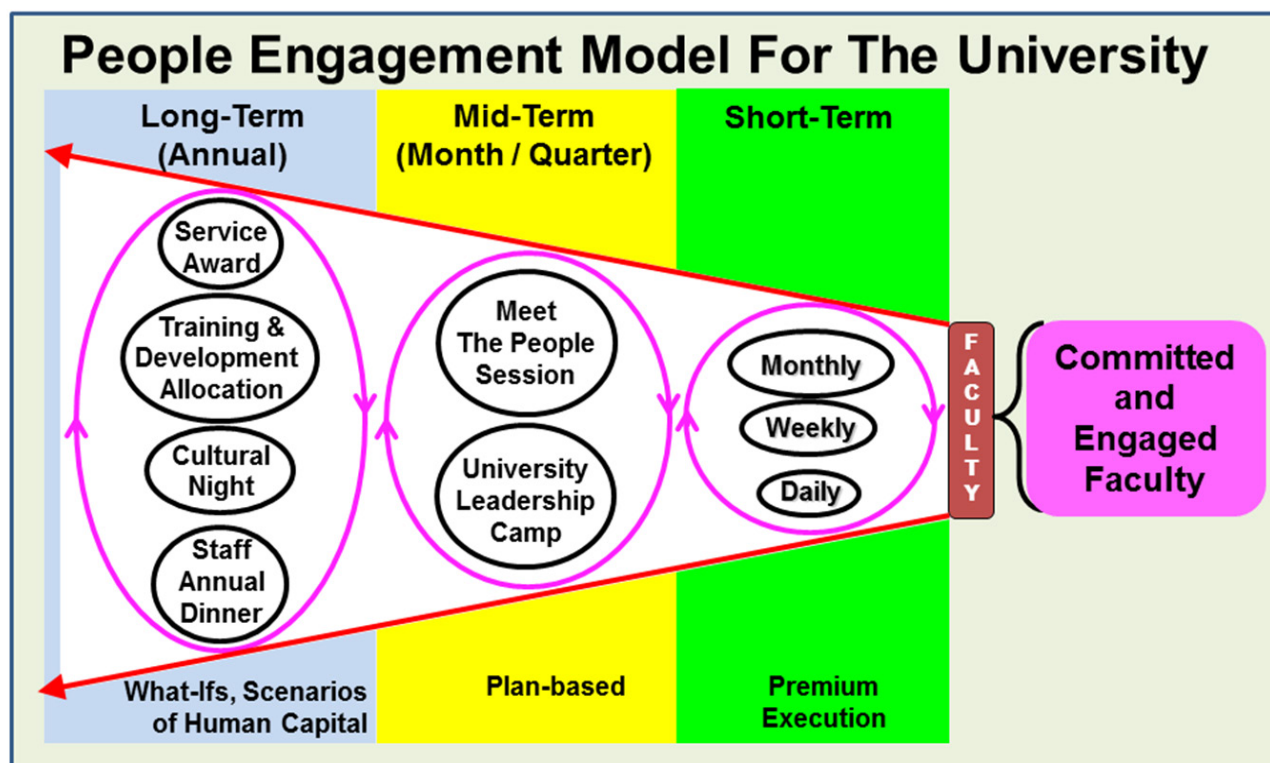 People Engagement Model For The University
Long-Term
(Annual)
Mid-Term
(Month / Quarter)
Short-Term
Service
Award
Training &
Development
Allocation
Cultural
Night
Staff
Annual
Dinner
Meet
The People
Session
University
Leadership
Camp
Monthly
Weekly
Daily
FACULTY
Committed
and
Engaged
Faculty
What-Ifs, Scenarios
of Human Capital
Plan-based
Premium
Execution